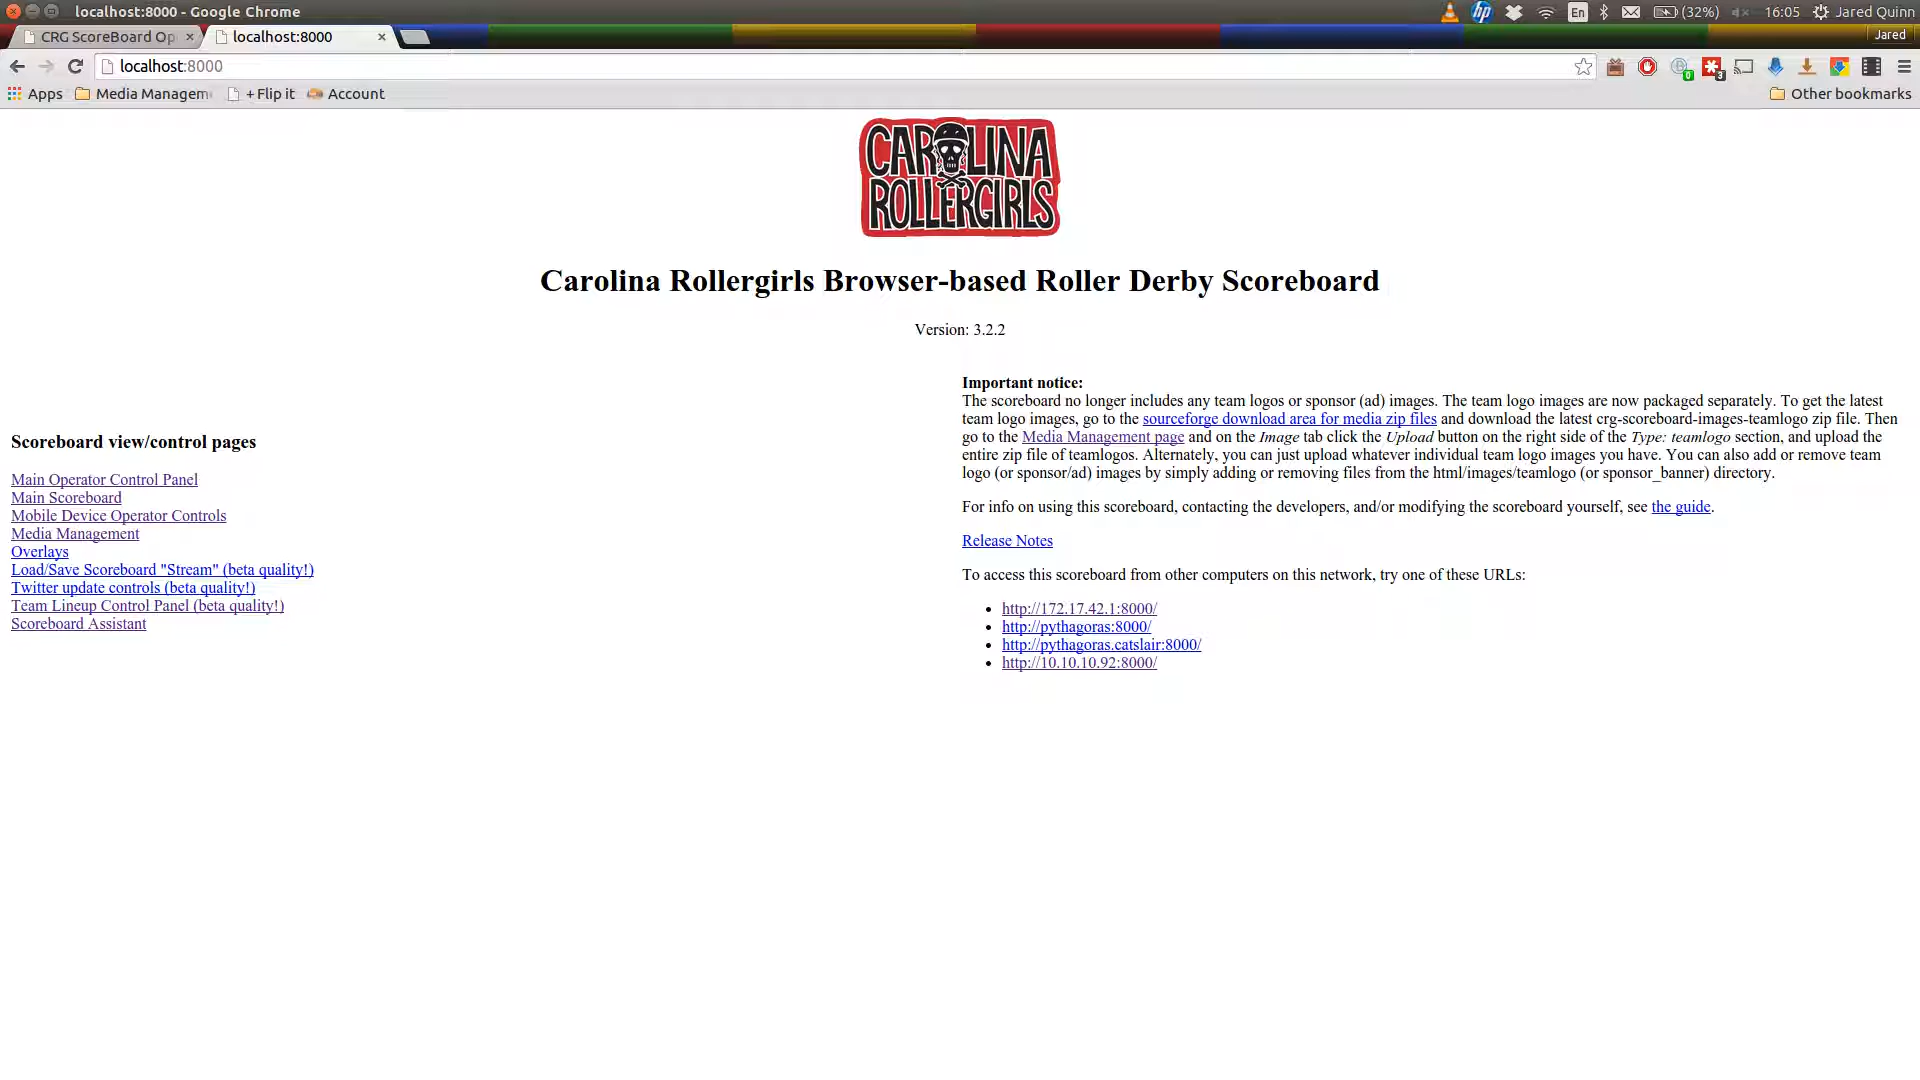 localhost:8000 - Google Chrome
En
(32%)
16:05
Jared Quinn
CRG ScoreBoard Op
localhost:8000
Jared
localhost:8000
0
3
Apps
Media Managem
+ Flip it
Account
Other bookmarks
CAROLINA
ROLLERGIRLS
Carolina Rollergirls Browser-based Roller Derby Scoreboard
Version: 3.2.2
Scoreboard view/control pages
Main Operator Control Panel
Main Scoreboard
Mobile Device Operator Controls
Media Management
Overlays
Load/Save Scoreboard "Stream" (beta quality!)
Twitter update controls (beta quality!)
Team Lineup Control Panel (beta quality!)
Scoreboard Assistant
Important notice:
The scoreboard no longer includes any team logos or sponsor (ad) images. The team logo images are now packaged separately. To get the latest
team logo images, go to the sourceforge download area for media zip files and download the latest crg-scoreboard-images-teamlogo zip file. Then
go to the Media Management page and on the Image tab click the Upload button on the right side of the Type: teamlogo section, and upload the
entire zip file of teamlogos. Alternately, you can just upload whatever individual team logo images you have. You can also add or remove team
logo (or sponsor/ad) images by simply adding or removing files from the html/images/teamlogo (or sponsor_banner) directory.
For info on using this scoreboard, contacting the developers, and/or modifying the scoreboard yourself, see the guide.
Release Notes
To access this scoreboard from other computers on this network, try one of these URLs:
http://172.17.42.1:8000/
http://pythagoras:8000/
http://pythagoras.catslair:8000/
http://10.10.10.92:8000/